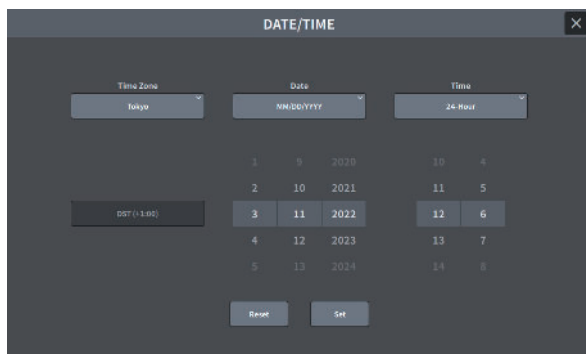 DATE/TIME
Time Zone Date Time
Tokyo MM/DD/YYYY 24-Hour
1 9 2020 10 4
2 10 2021 11 5
DST (+1:00) 3 11 2022 12 6
4 12 2023 13 7
5 13 2024 14 8
Reset Set